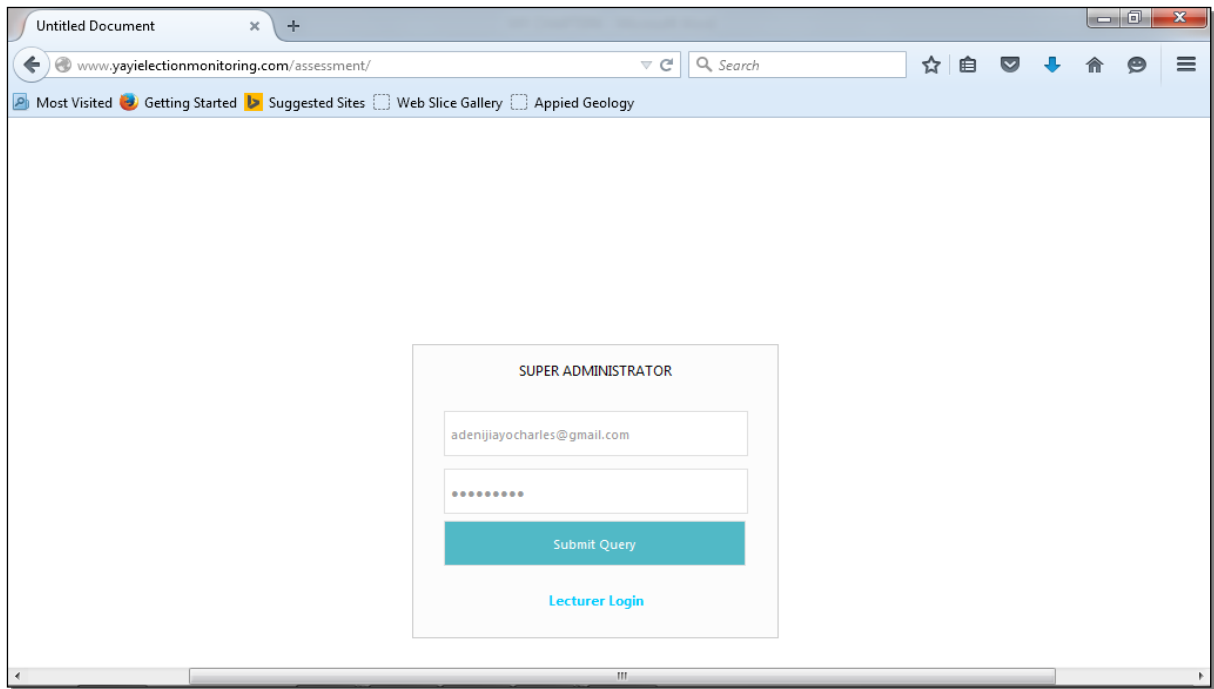 Untitled Document
www.yayielectionmonitoring.com/assessment/
Search
Most Visited Getting Started Suggested Sites Web Slice Gallery Appied Geology
SUPER ADMINISTRATOR
adenijiayocharles@gmail.com
•••••••••
Submit Query
Lecturer Login